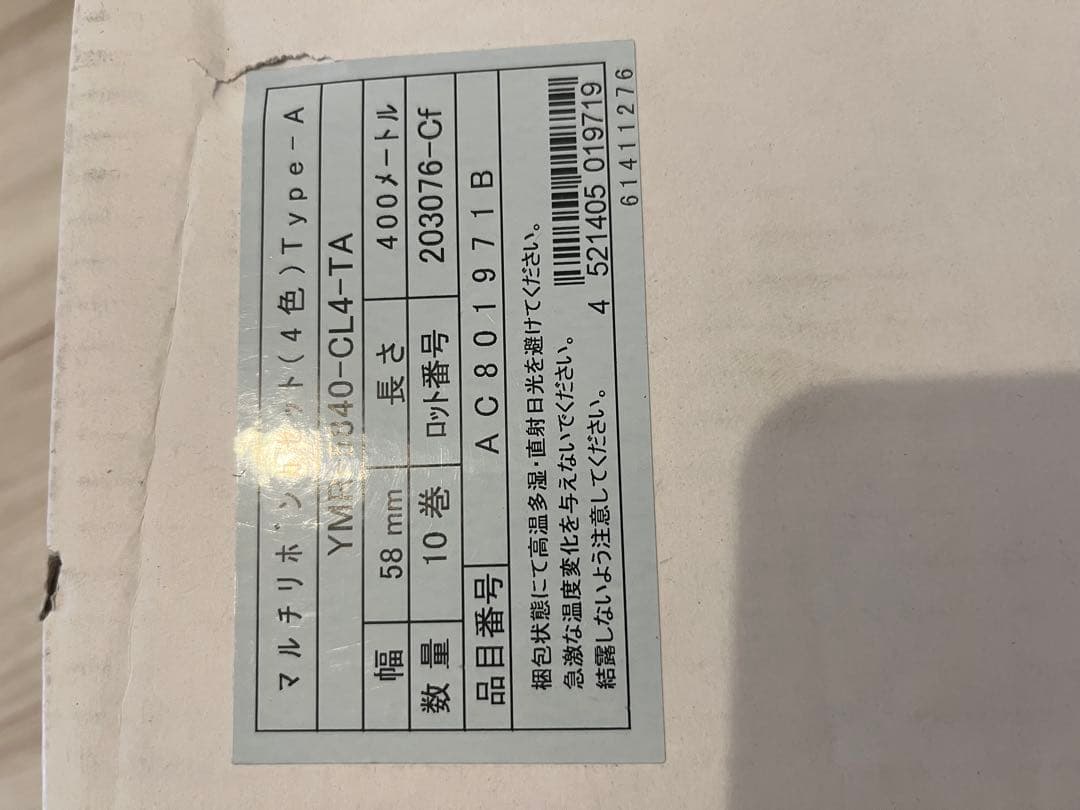 マルチリボン セット(4色)Type-A
YMR-5840-CL4-TA
幅 58mm 長さ 400メートル
数量 10巻 ロット番号 203076-Cf
品目番号 AC801971B
梱包状態にて高温多湿・直射日光を避けてください。
急激な温度変化を与えないでください。
結露しないよう注意してください。
4 521405 019719
61411276